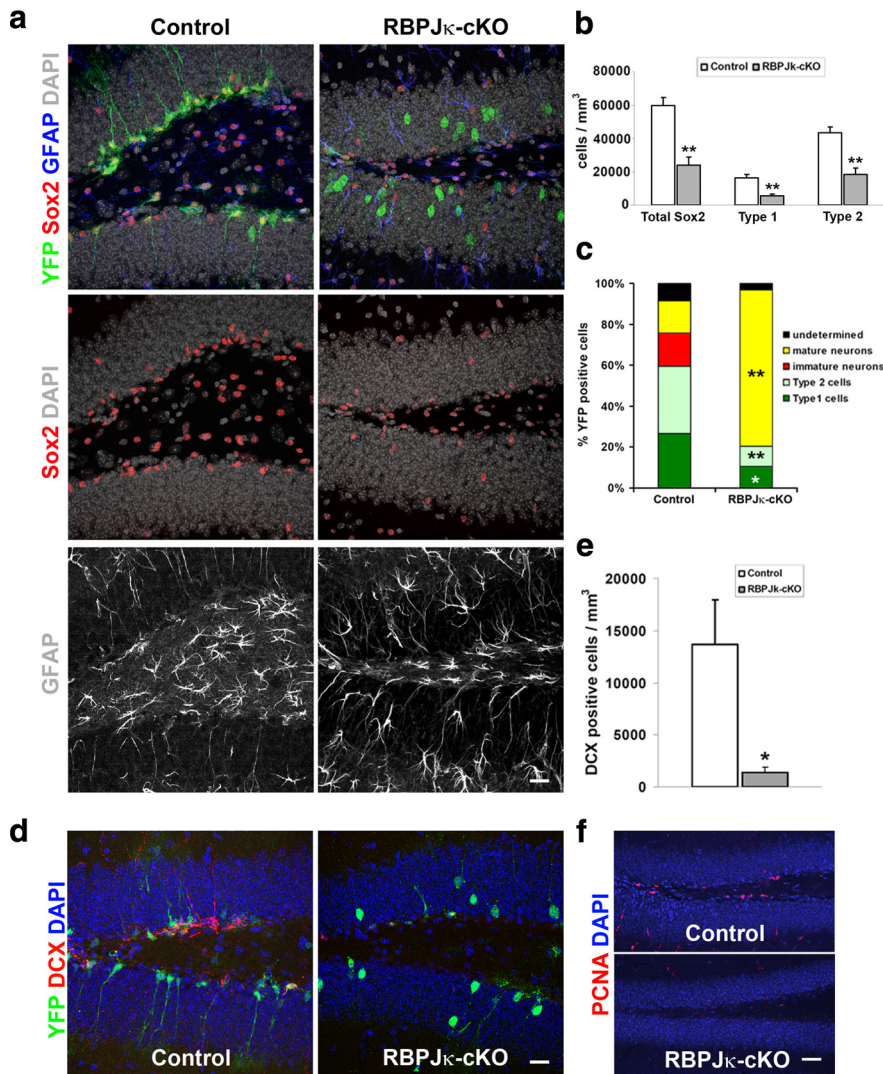 a
Control
RBPJκ-cKO
YFP Sox2 GFAP DAPI
Sox2 DAPI
GFAP
b
Control
RBPJk-cKO
cells / mm³
80000
60000
40000
20000
0
**
**
**
Total Sox2
Type 1
Type 2
c
% YFP positive cells
100%
80%
60%
40%
20%
0%
**
**
*
Control
RBPJκ-cKO
undetermined
mature neurons
immature neurons
Type 2 cells
Type1 cells
d
YFP DCX DAPI
Control
RBPJκ-cKO
e
Control
RBPJk-cKO
DCX positive cells / mm³
20000
15000
10000
5000
0
*
f
PCNA DAPI
Control
RBPJκ-cKO